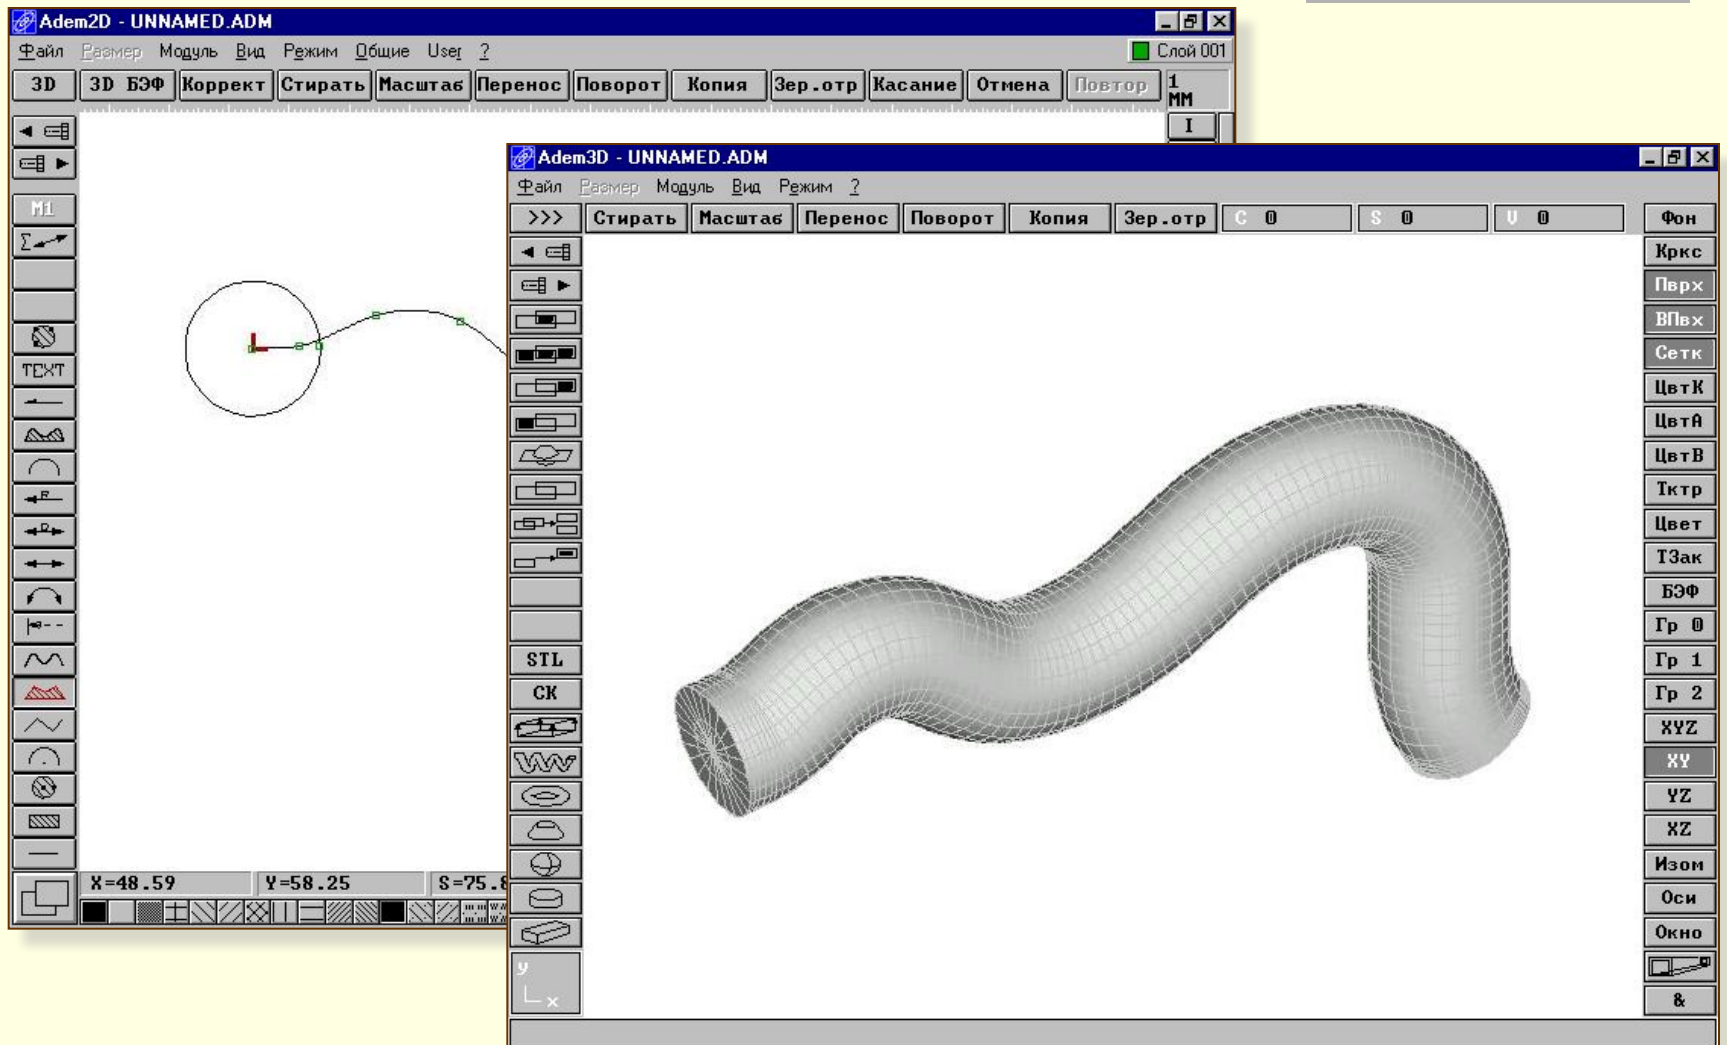 Adem2D - UNNAMED.ADM
Файл Размер Модуль Вид Режим Общие User ?
Слой 001
3D 3D БЭФ Коррект Стирать Масштаб Перенос Поворот Копия Зер.отр Касание Отмена Повтор 1 ММ
I
M1
TEXT
R
D
X=48.59 Y=58.25 S=75.8
Adem3D - UNNAMED.ADM
Файл Размер Модуль Вид Режим ?
>>> Стирать Масштаб Перенос Поворот Копия Зер.отр C 0 S 0 V 0 Фон
Кркс
Пврх
ВПвх
Сетк
ЦвтК
ЦвтА
ЦвтВ
Тктр
Цвет
ТЗак
БЭФ
Гр 0
STL
Гр 1
СК
Гр 2
XYZ
XY
YZ
XZ
Изом
Оси
Окно
y
x
&